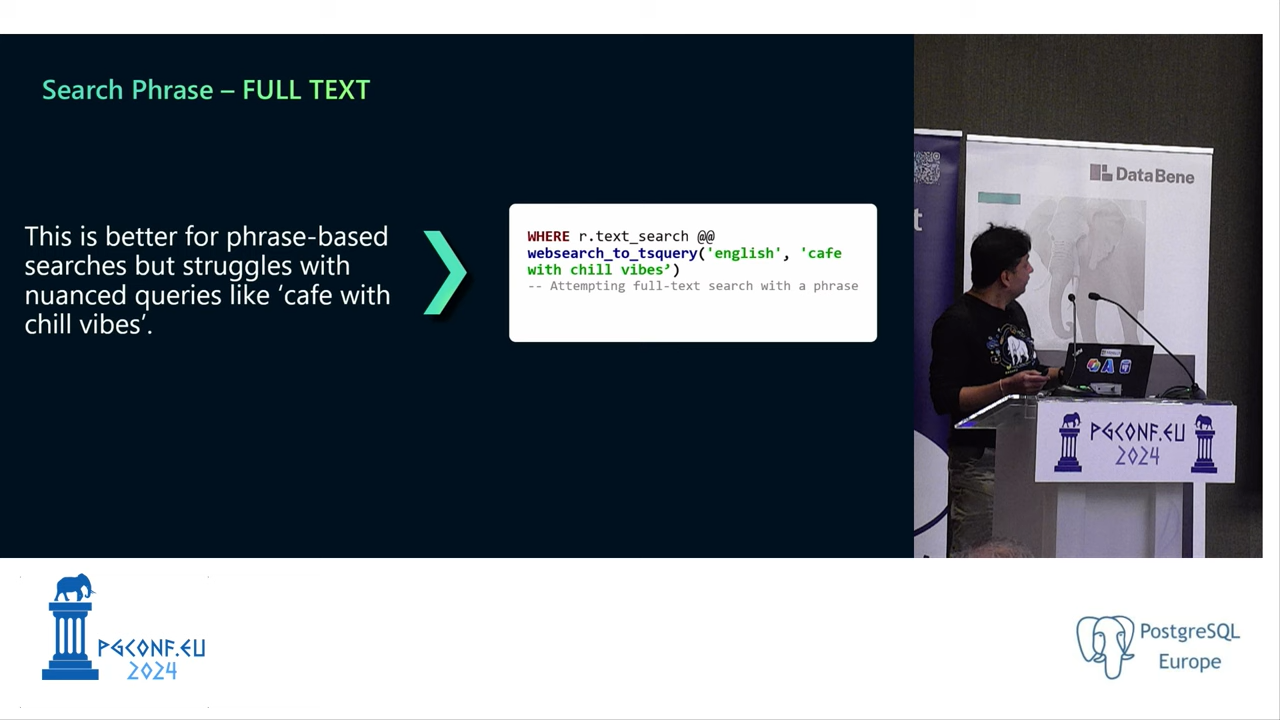 Search Phrase – FULL TEXT
This is better for phrase-based
searches but struggles with
nuanced queries like ‘cafe with
chill vibes’.
WHERE r.text_search @@
websearch_to_tsquery('english', 'cafe
with chill vibes’)
-- Attempting full-text search with a phrase
t
DataBene
PGCONF.EU
2024
PGCONF.EU
2024
PostgreSQL
Europe